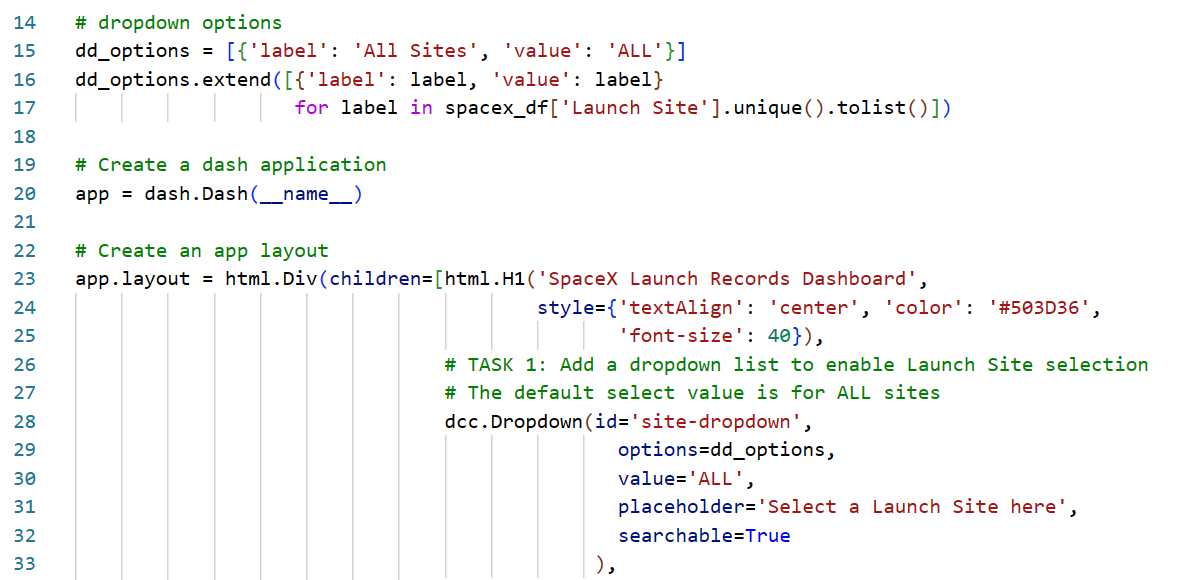 14 # dropdown options
15 dd_options = [{'label': 'All Sites', 'value': 'ALL'}]
16 dd_options.extend([{'label': label, 'value': label}
17                    for label in spacex_df['Launch Site'].unique().tolist()])
18
19 # Create a dash application
20 app = dash.Dash(__name__)
21
22 # Create an app layout
23 app.layout = html.Div(children=[html.H1('SpaceX Launch Records Dashboard',
24                                         style={'textAlign': 'center', 'color': '#503D36',
25                                                'font-size': 40}),
26                                 # TASK 1: Add a dropdown list to enable Launch Site selection
27                                 # The default select value is for ALL sites
28                                 dcc.Dropdown(id='site-dropdown',
29                                                options=dd_options,
30                                                value='ALL',
31                                                placeholder='Select a Launch Site here',
32                                                searchable=True
33                                              ),